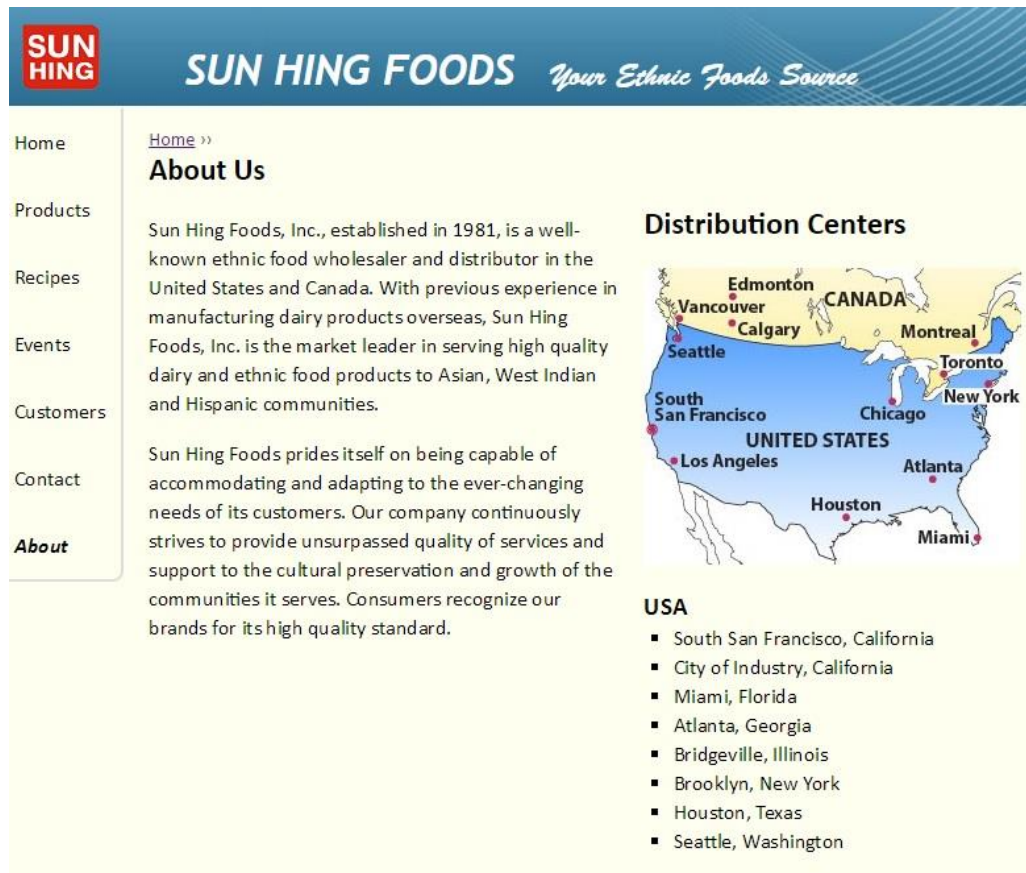 SUN
HING
SUN HING FOODS Your Ethnic Foods Source
Home
Products
Recipes
Events
Customers
Contact
About
Home ››
About Us
Sun Hing Foods, Inc., established in 1981, is a well-
known ethnic food wholesaler and distributor in the
United States and Canada. With previous experience in
manufacturing dairy products overseas, Sun Hing
Foods, Inc. is the market leader in serving high quality
dairy and ethnic food products to Asian, West Indian
and Hispanic communities.
Sun Hing Foods prides itself on being capable of
accommodating and adapting to the ever-changing
needs of its customers. Our company continuously
strives to provide unsurpassed quality of services and
support to the cultural preservation and growth of the
communities it serves. Consumers recognize our
brands for its high quality standard.
Distribution Centers
Edmonton
Vancouver
CANADA
Calgary
Montreal
Seattle
Toronto
New York
South
San Francisco
Chicago
UNITED STATES
Los Angeles
Atlanta
Houston
Miami
USA
▪ South San Francisco, California
▪ City of Industry, California
▪ Miami, Florida
▪ Atlanta, Georgia
▪ Bridgeville, Illinois
▪ Brooklyn, New York
▪ Houston, Texas
▪ Seattle, Washington